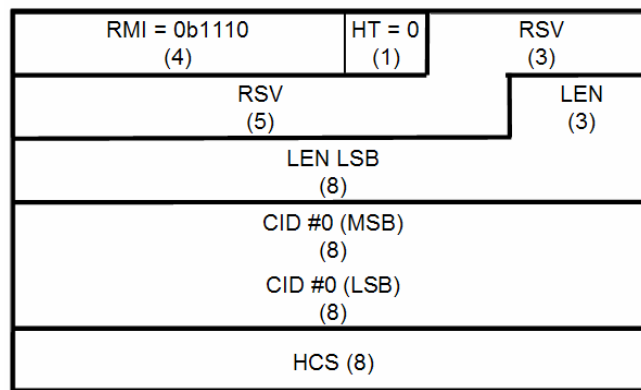 RMI = 0b1110 HT = 0 RSV
(4) (1) (3)
RSV LEN
(5) (3)
LEN LSB
(8)
CID #0 (MSB)
(8)
CID #0 (LSB)
(8)
HCS (8)